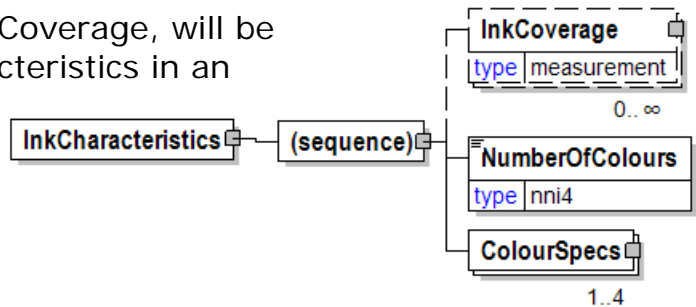 Coverage, will be
cteristics in an
InkCharacteristics
(sequence)
InkCoverage
type measurement
0.. ∞
NumberOfColours
type nni4
ColourSpecs
1..4